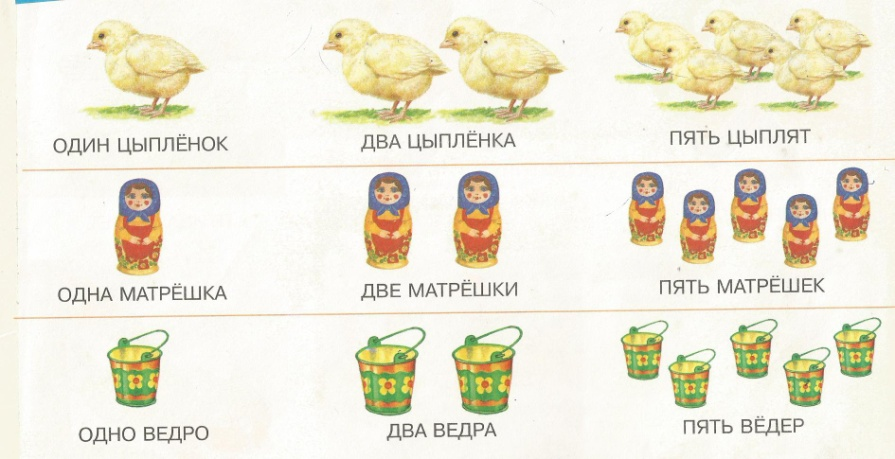 ОДИН ЦЫПЛЁНОК
ДВА ЦЫПЛЁНКА
ПЯТЬ ЦЫПЛЯТ
ОДНА МАТРЁШКА
ДВЕ МАТРЁШКИ
ПЯТЬ МАТРЁШЕК
ОДНО ВЕДРО
ДВА ВЕДРА
ПЯТЬ ВЁДЕР